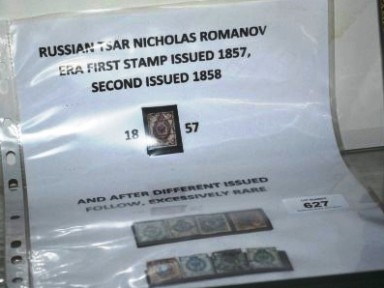 RUSSIAN TSAR NICHOLAS ROMANOV
ERA FIRST STAMP ISSUED 1857,
SECOND ISSUED 1858
18 57
AND AFTER DIFFERENT ISSUED
FOLLOW, EXCESSIVELY RARE
627